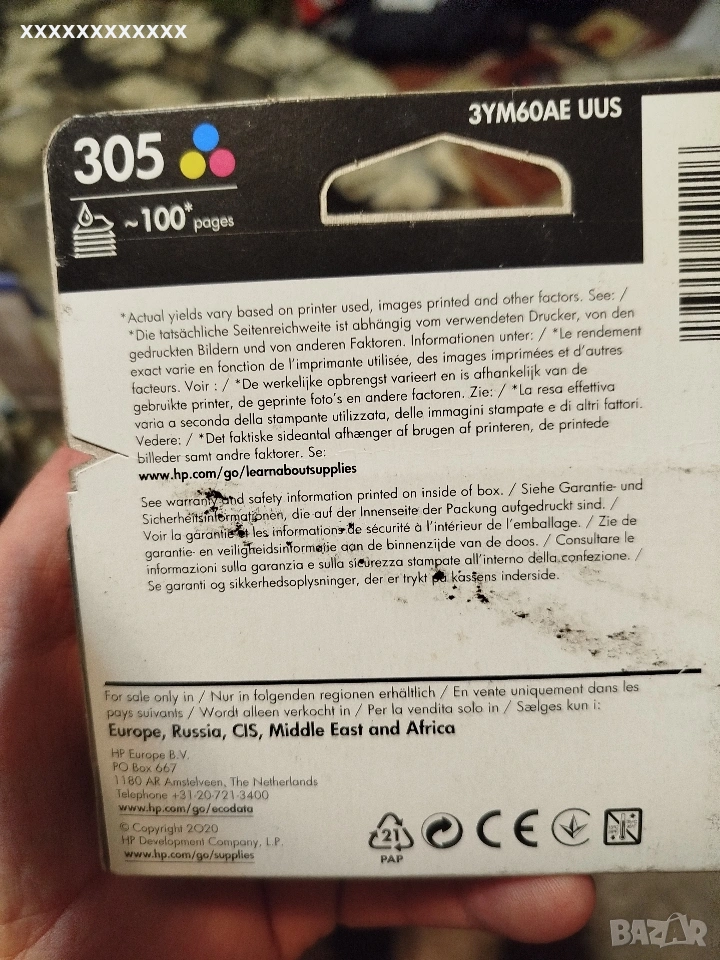 xxxxxxxxxxxxx
3YM60AE UUS
305
~100* pages
*Actual yields vary based on printer used, images printed and other factors. See: /
*Die tatsächliche Seitenreichweite ist abhängig vom verwendeten Drucker, von den
gedruckten Bildern und von anderen Faktoren. Informationen unter: / *Le rendement
exact varie en fonction de l'imprimante utilisée, des images imprimées et d'autres
facteurs. Voir : / *De werkelijke opbrengst varieert en is afhankelijk van de
gebruikte printer, de geprinte foto's en andere factoren. Zie: / *La resa effettiva
varia a seconda della stampante utilizzata, delle immagini stampate e di altri fattori.
Vedere: / *Det faktiske sideantal afhænger af brugen af printeren, de printede
billeder samt andre faktorer. Se:
www.hp.com/go/learnaboutsupplies
See warranty and safety information printed on inside of box. / Siehe Garantie- und
Sicherheitsinformationen, die auf der Innenseite der Packung aufgedruckt sind. /
Voir la garantie et les informations de sécurité à l'intérieur de l'emballage. / Zie de
garantie- en veiligheidsinformatie aan de binnenzijde van de doos. / Consultare le
informazioni sulla garanzia e sulla sicurezza stampate all'interno della confezione. /
Se garanti og sikkerhedsoplysninger, der er trykt på kassens inderside.
For sale only in / Nur in folgenden regionen erhältlich / En vente uniquement dans les
pays suivants / Wordt alleen verkocht in / Per la vendita solo in / Sælges kun i:
Europe, Russia, CIS, Middle East and Africa
HP Europe B.V.
PO Box 667
1180 AR Amstelveen, The Netherlands
Telephone +31-20-721-3400
www.hp.com/go/ecodata
© Copyright 2020
HP Development Company, L.P.
www.hp.com/go/supplies
21
PAP
CE
BAZAR